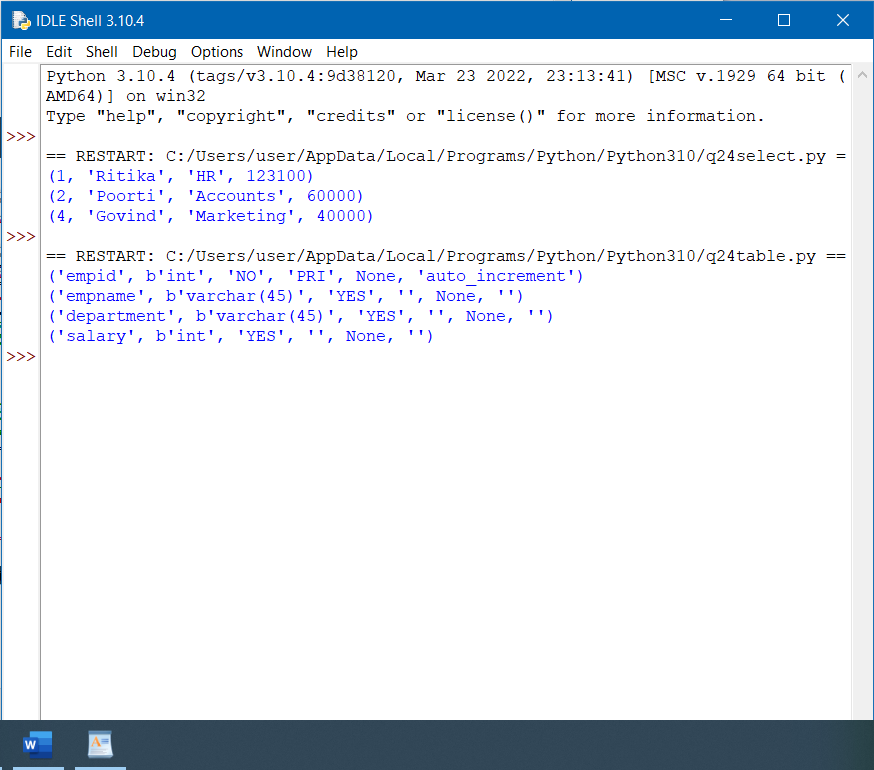 IDLE Shell 3.10.4
File Edit Shell Debug Options Window Help
Python 3.10.4 (tags/v3.10.4:9d38120, Mar 23 2022, 23:13:41) [MSC v.1929 64 bit (
AMD64)] on win32
Type "help", "copyright", "credits" or "license()" for more information.
>>>
== RESTART: C:/Users/user/AppData/Local/Programs/Python/Python310/q24select.py =
(1, 'Ritika', 'HR', 123100)
(2, 'Poorti', 'Accounts', 60000)
(4, 'Govind', 'Marketing', 40000)
>>>
== RESTART: C:/Users/user/AppData/Local/Programs/Python/Python310/q24table.py ==
('empid', b'int', 'NO', 'PRI', None, 'auto_increment')
('empname', b'varchar(45)', 'YES', '', None, '')
('department', b'varchar(45)', 'YES', '', None, '')
('salary', b'int', 'YES', '', None, '')
>>>
W